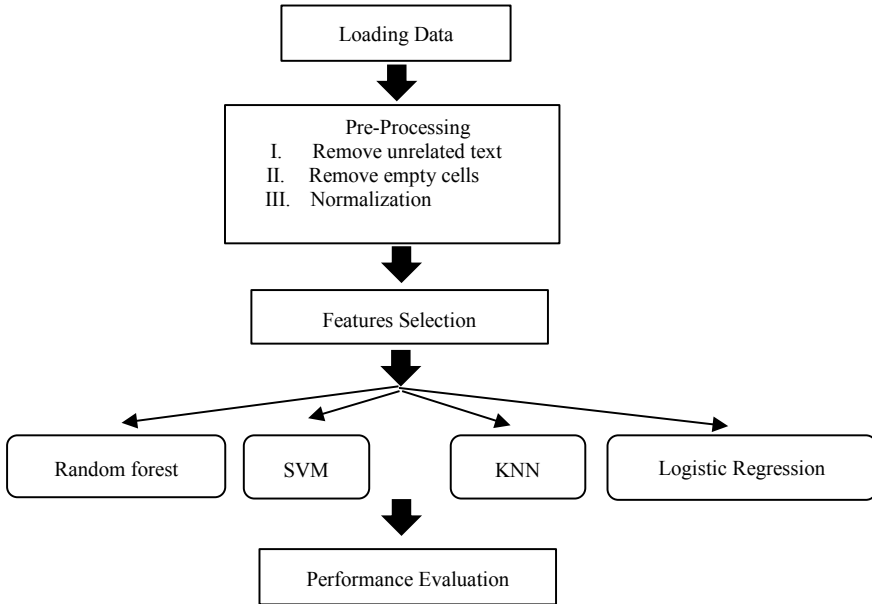 Loading Data
Pre-Processing
I. Remove unrelated text
II. Remove empty cells
III. Normalization
Features Selection
Random forest
SVM
KNN
Logistic Regression
Performance Evaluation